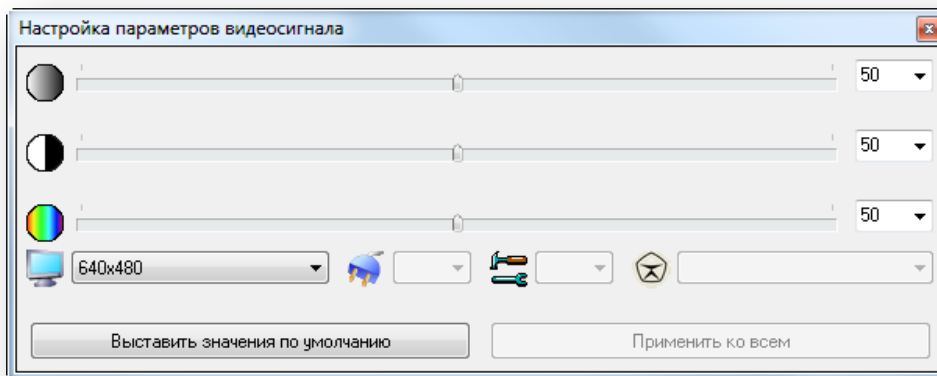 Настройка параметров видеосигнала
50
50
50
640x480
Выставить значения по умолчанию
Применить ко всем